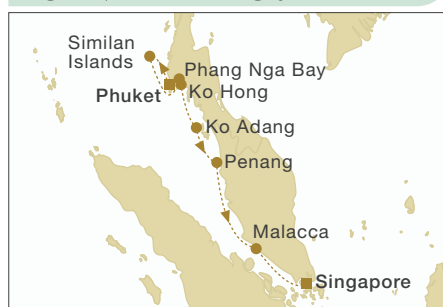 Similan
Islands
Phang Nga Bay
Phuket
Ko Hong
Ko Adang
Penang
Malacca
Singapore